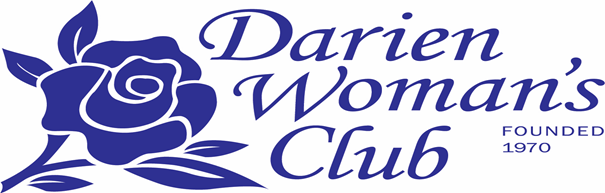 Darien
Woman's
Club
FOUNDED
1970